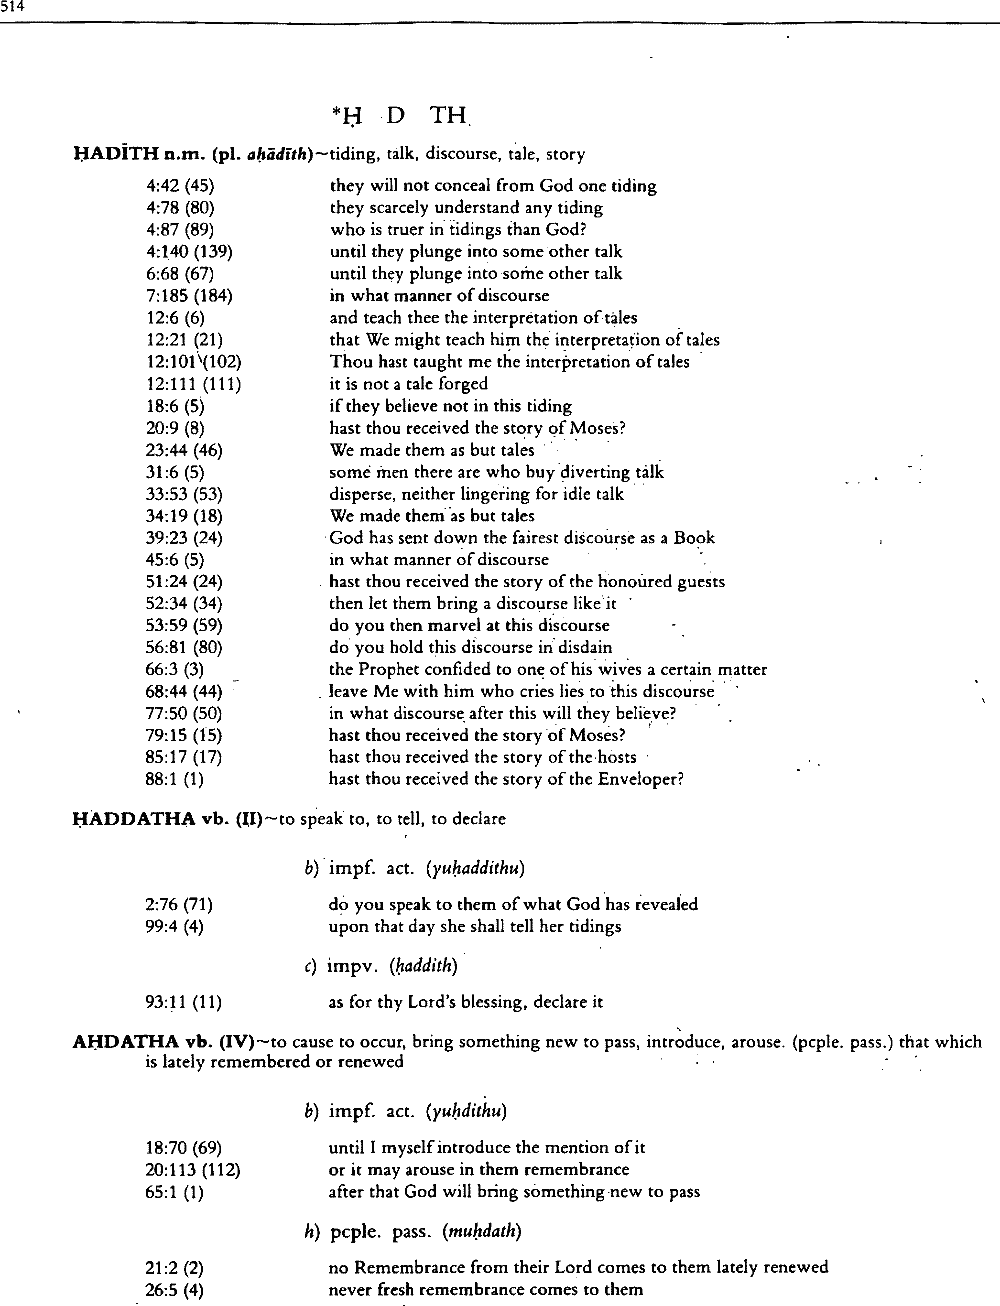 514
*Ḥ D TH
ḤADĪTH n.m. (pl. aḥādīth)~tiding, talk, discourse, tale, story
4:42 (45) they will not conceal from God one tiding
4:78 (80) they scarcely understand any tiding
4:87 (89) who is truer in tidings than God?
4:140 (139) until they plunge into some other talk
6:68 (67) until they plunge into some other talk
7:185 (184) in what manner of discourse
12:6 (6) and teach thee the interpretation of tales
12:21 (21) that We might teach him the interpretation of tales
12:101 (102) Thou hast taught me the interpretation of tales
12:111 (111) it is not a tale forged
18:6 (5) if they believe not in this tiding
20:9 (8) hast thou received the story of Moses?
23:44 (46) We made them as but tales
31:6 (5) some men there are who buy diverting talk
33:53 (53) disperse, neither lingering for idle talk
34:19 (18) We made them as but tales
39:23 (24) God has sent down the fairest discourse as a Book
45:6 (5) in what manner of discourse
51:24 (24) hast thou received the story of the honoured guests
52:34 (34) then let them bring a discourse like it
53:59 (59) do you then marvel at this discourse
56:81 (80) do you hold this discourse in disdain
66:3 (3) the Prophet confided to one of his wives a certain matter
68:44 (44) leave Me with him who cries lies to this discourse
77:50 (50) in what discourse after this will they believe?
79:15 (15) hast thou received the story of Moses?
85:17 (17) hast thou received the story of the hosts
88:1 (1) hast thou received the story of the Enveloper?
ḤADDATHA vb. (II)~to speak to, to tell, to declare
b) impf. act. (yuḥaddithu)
2:76 (71) do you speak to them of what God has revealed
99:4 (4) upon that day she shall tell her tidings
c) impv. (ḥaddith)
93:11 (11) as for thy Lord's blessing, declare it
AḤDATHA vb. (IV)~to cause to occur, bring something new to pass, introduce, arouse. (pcple. pass.) that which
is lately remembered or renewed
b) impf. act. (yuḥdithu)
18:70 (69) until I myself introduce the mention of it
20:113 (112) or it may arouse in them remembrance
65:1 (1) after that God will bring something new to pass
h) pcple. pass. (muḥdath)
21:2 (2) no Remembrance from their Lord comes to them lately renewed
26:5 (4) never fresh remembrance comes to them